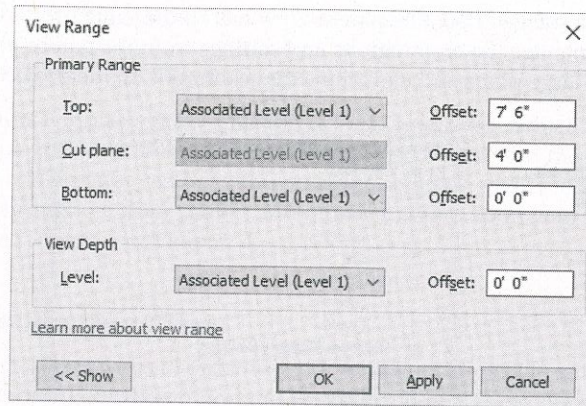 View Range
Primary Range
Top: Associated Level (Level 1) Offset: 7' 6"
Cut plane: Associated Level (Level 1) Offset: 4' 0"
Bottom: Associated Level (Level 1) Offset: 0' 0"
View Depth
Level: Associated Level (Level 1) Offset: 0' 0"
Learn more about view range
<< Show OK Apply Cancel